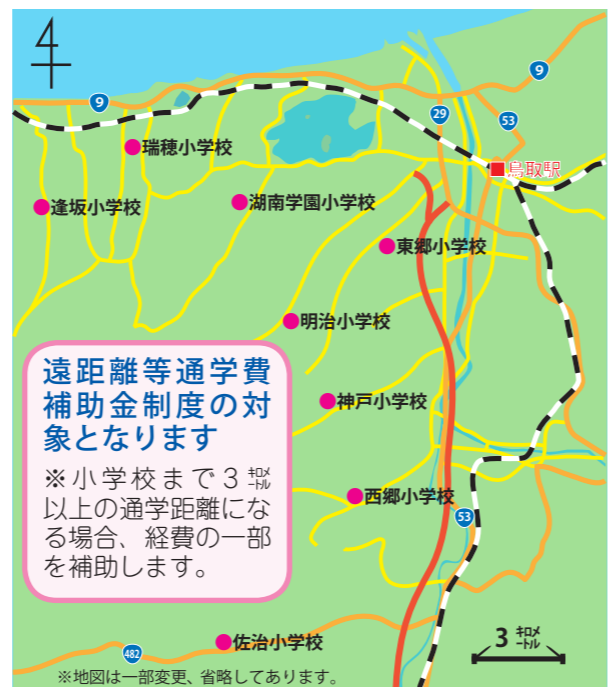 9
9
29
53
瑞穂小学校
鳥取駅
逢坂小学校
湖南学園小学校
東郷小学校
明治小学校
遠距離等通学費
補助金制度の対
象となります
※小学校まで3㌖
以上の通学距離にな
る場合、経費の一部
を補助します。
神戸小学校
西郷小学校
53
佐治小学校
482
3㌖
※地図は一部変更、省略してあります。